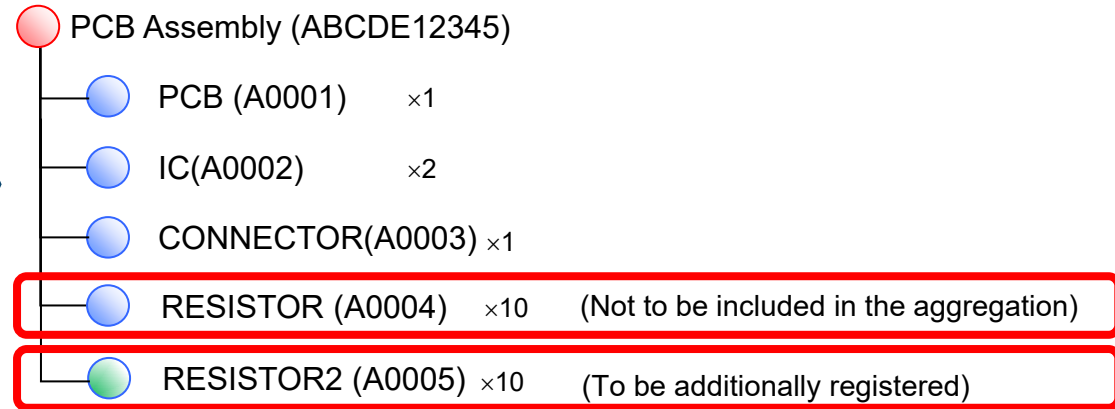 PCB Assembly (ABCDE12345)
PCB (A0001) ×1
IC(A0002) ×2
CONNECTOR(A0003) ×1
RESISTOR (A0004) ×10 (Not to be included in the aggregation)
RESISTOR2 (A0005) ×10 (To be additionally registered)